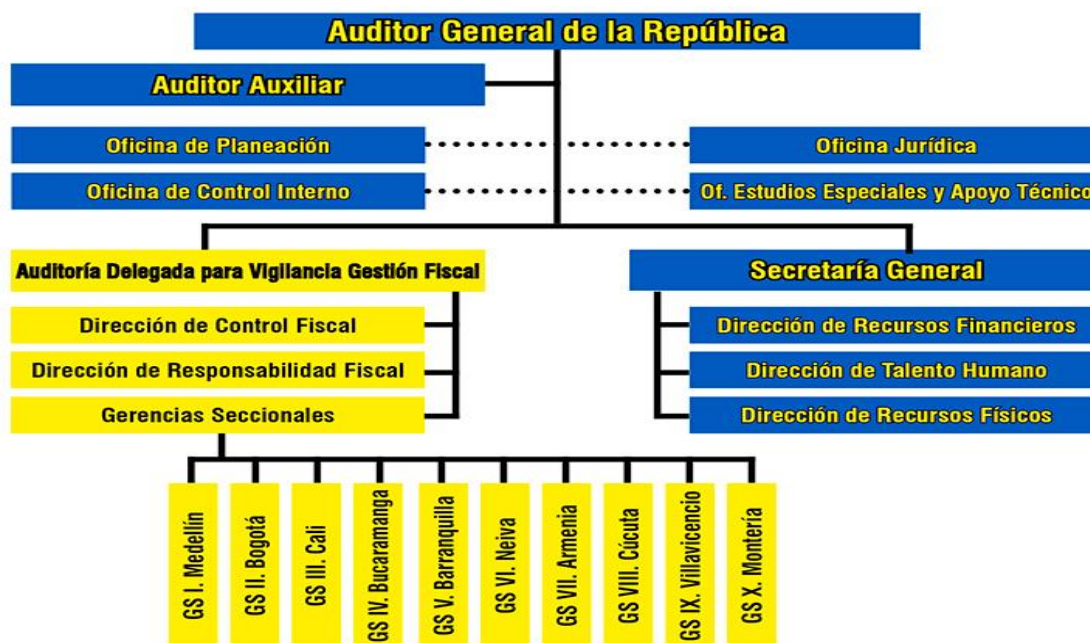 Auditor General de la República
Auditor Auxiliar
Oficina de Planeación
Oficina Jurídica
Oficina de Control Interno
Of. Estudios Especiales y Apoyo Técnico
Auditoría Delegada para Vigilancia Gestión Fiscal
Secretaría General
Dirección de Control Fiscal
Dirección de Recursos Financieros
Dirección de Responsabilidad Fiscal
Dirección de Talento Humano
Gerencias Seccionales
Dirección de Recursos Físicos
GS I. Medellín
GS II. Bogotá
GS III. Cali
GS IV. Bucaramanga
GS V. Barranquilla
GS VI. Neiva
GS VII. Armenia
GS VIII. Cúcuta
GS IX. Villavicencio
GS X. Montería